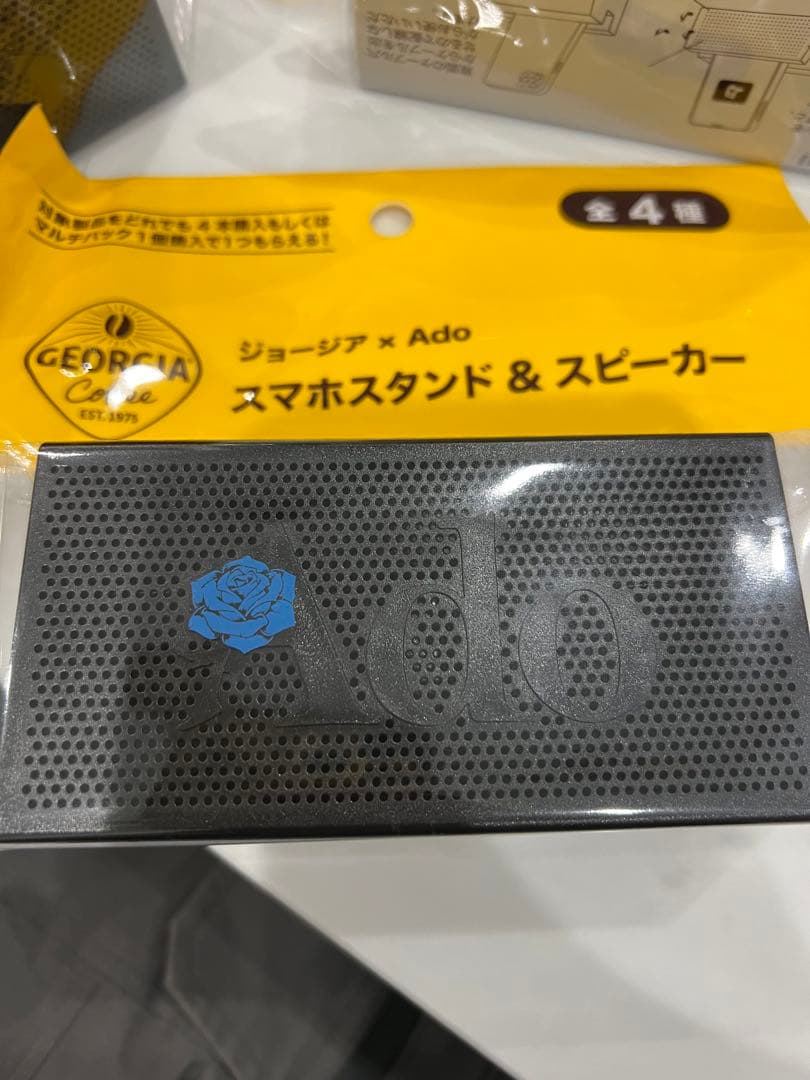 対象製品をどれでも4本購入もしくは
マルチパック1個購入で1つもらえる!
全4種
GEORGIA
Coffee
EST. 1975
ジョージア × Ado
スマホスタンド & スピーカー
Ado